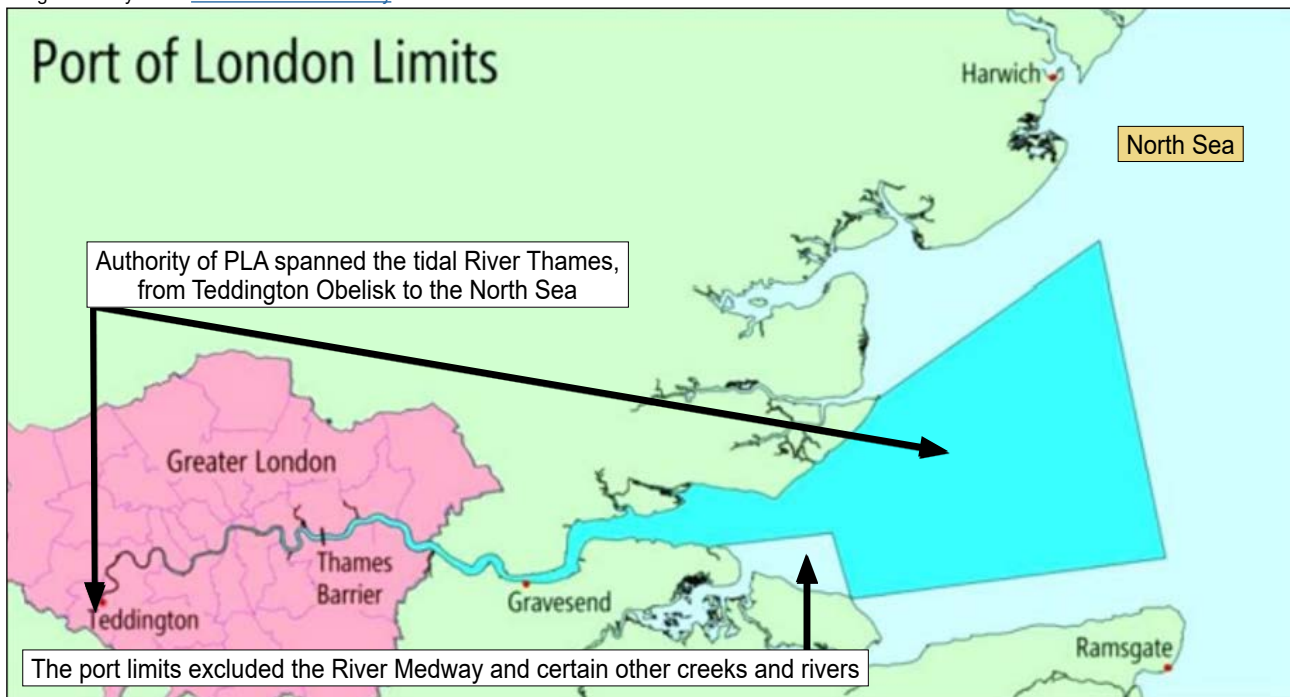 Port of London Limits
Harwich
North Sea
Authority of PLA spanned the tidal River Thames,
from Teddington Obelisk to the North Sea
Greater London
Thames
Barrier
Gravesend
Teddington
Ramsgate
The port limits excluded the River Medway and certain other creeks and rivers